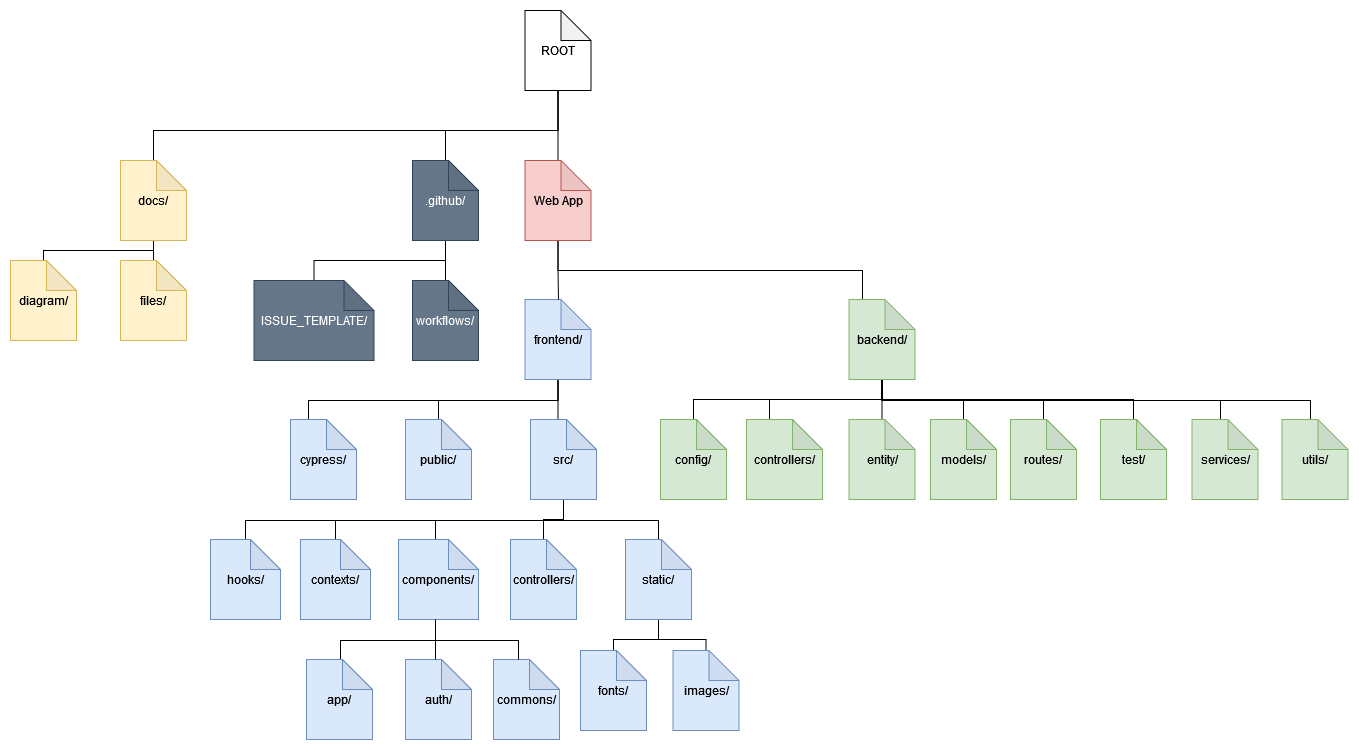 ROOT
docs/
.github/
Web App
diagram/
files/
ISSUE_TEMPLATE/
workflows/
frontend/
backend/
cypress/
public/
src/
config/
controllers/
entity/
models/
routes/
test/
services/
utils/
hooks/
contexts/
components/
controllers/
static/
app/
auth/
commons/
fonts/
images/